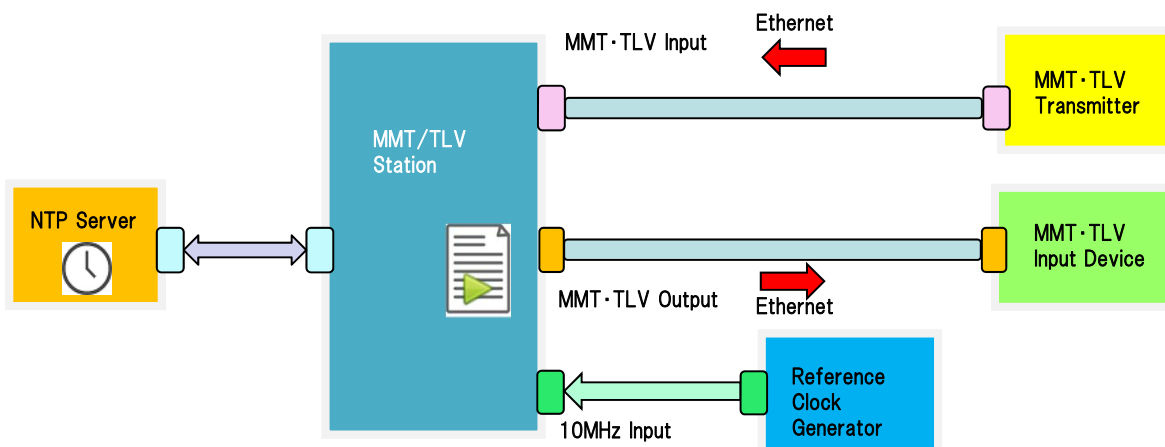 Ethernet
MMT・TLV Input
MMT・TLV
Transmitter
MMT/TLV
Station
NTP Server
MMT・TLV
Input Device
MMT・TLV Output
Ethernet
Reference
Clock
Generator
10MHz Input